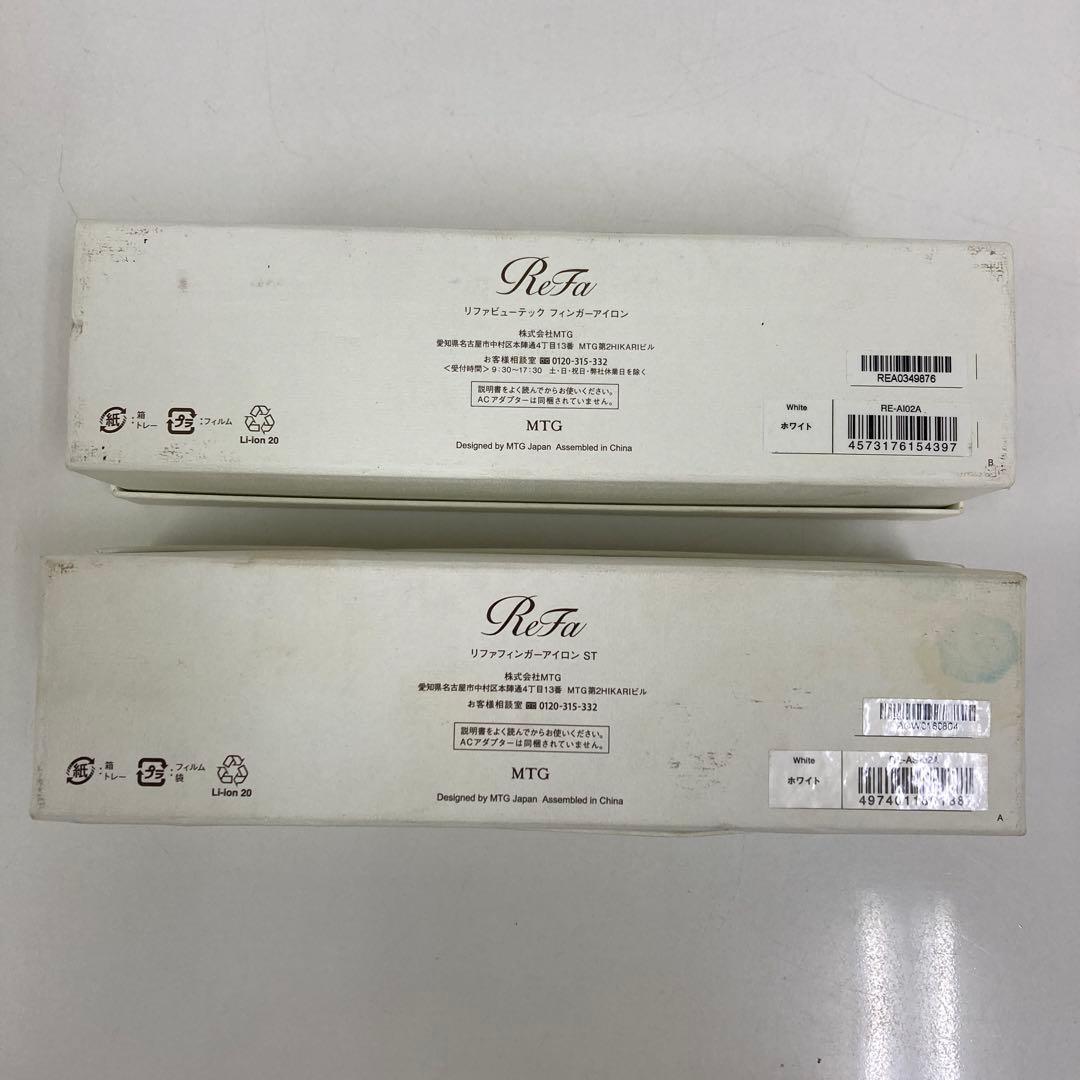 ReFa
リファビューテック フィンガーアイロン
株式会社MTG
愛知県名古屋市中村区本陣通4丁目13番 MTG第2HIKARIビル
お客様相談室 0120-315-332
＜受付時間＞9:30〜17:30 土・日・祝日・弊社休業日を除く
説明書をよく読んでからお使いください。
ACアダプターは同梱されていません。
MTG
Designed by MTG Japan Assembled in China
紙 : 箱 トレー
プラ : フィルム
Li-ion 20
REA0349876
White
ホワイト
RE-AI02A
4573176154397
B
ReFa
リファフィンガーアイロン ST
株式会社MTG
愛知県名古屋市中村区本陣通4丁目13番 MTG第2HIKARIビル
お客様相談室 0120-315-332
説明書をよく読んでからお使いください。
ACアダプターは同梱されていません。
MTG
Designed by MTG Japan Assembled in China
紙 : 箱 トレー
プラ : フィルム 袋
Li-ion 20
White
ホワイト
A